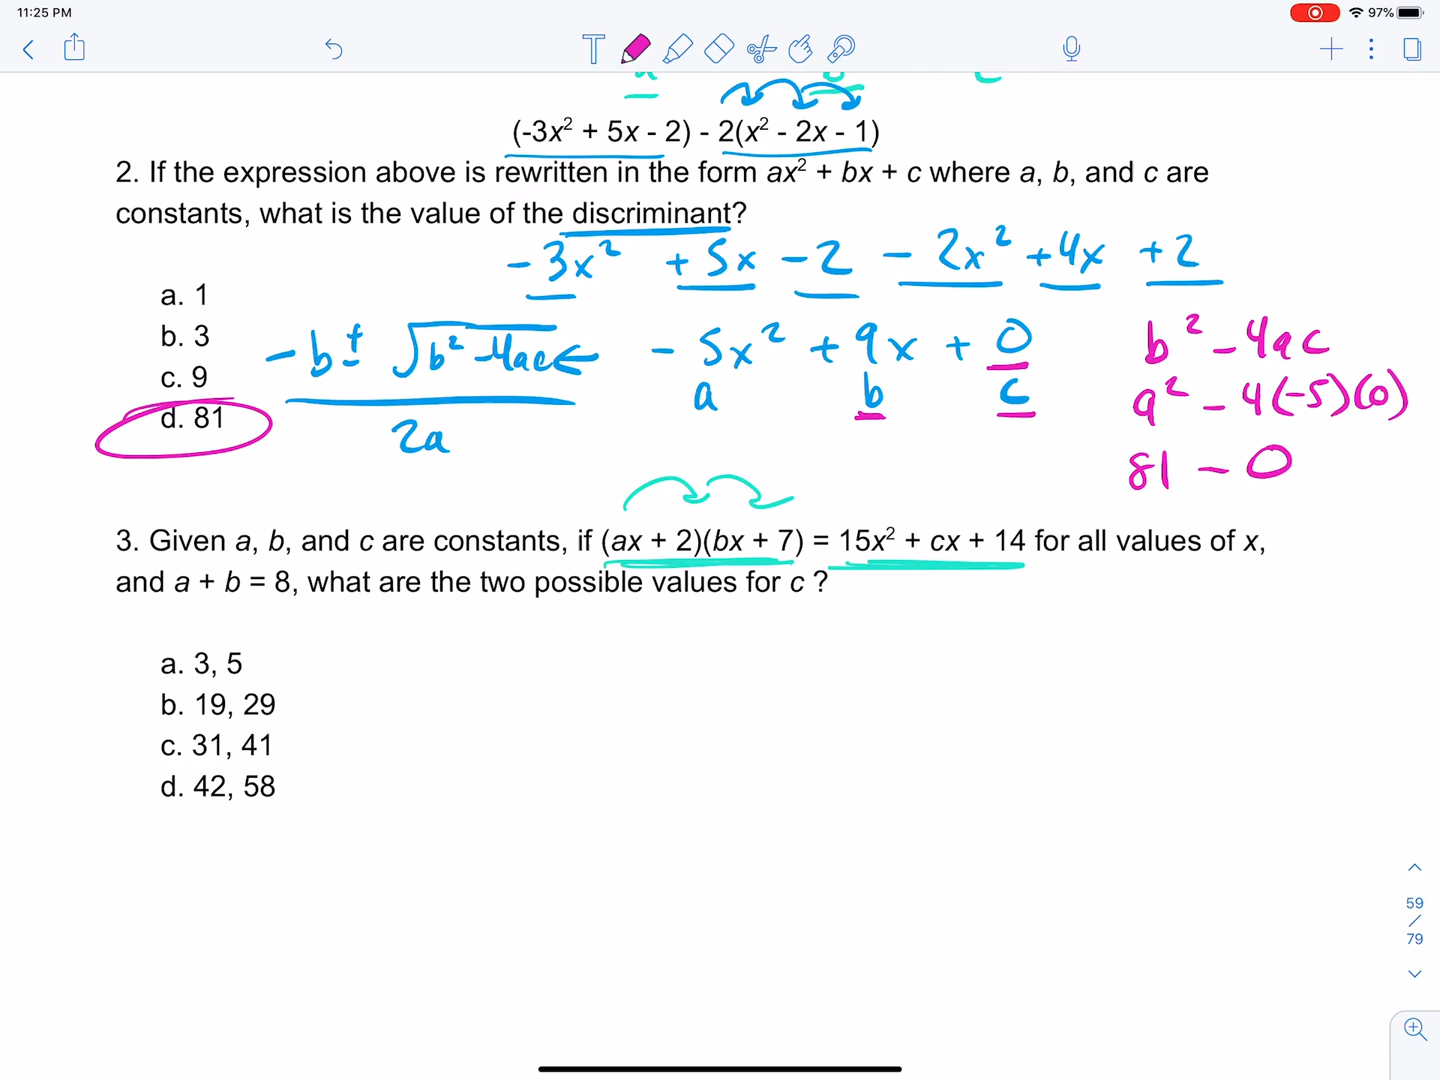 11:25 PM
97%
(-3x² + 5x - 2) - 2(x² - 2x - 1)
2. If the expression above is rewritten in the form ax² + bx + c where a, b, and c are
constants, what is the value of the discriminant?
-3x² +5x -2 -2x² +4x +2
a. 1
b. 3
c. 9
d. 81
-b± √b²-4ac
2a
-5x² + 9x + 0
a b c
b² - 4ac
9² - 4(-5)(0)
81 - 0
3. Given a, b, and c are constants, if (ax + 2)(bx + 7) = 15x² + cx + 14 for all values of x,
and a + b = 8, what are the two possible values for c ?
a. 3, 5
b. 19, 29
c. 31, 41
d. 42, 58
59
/
79